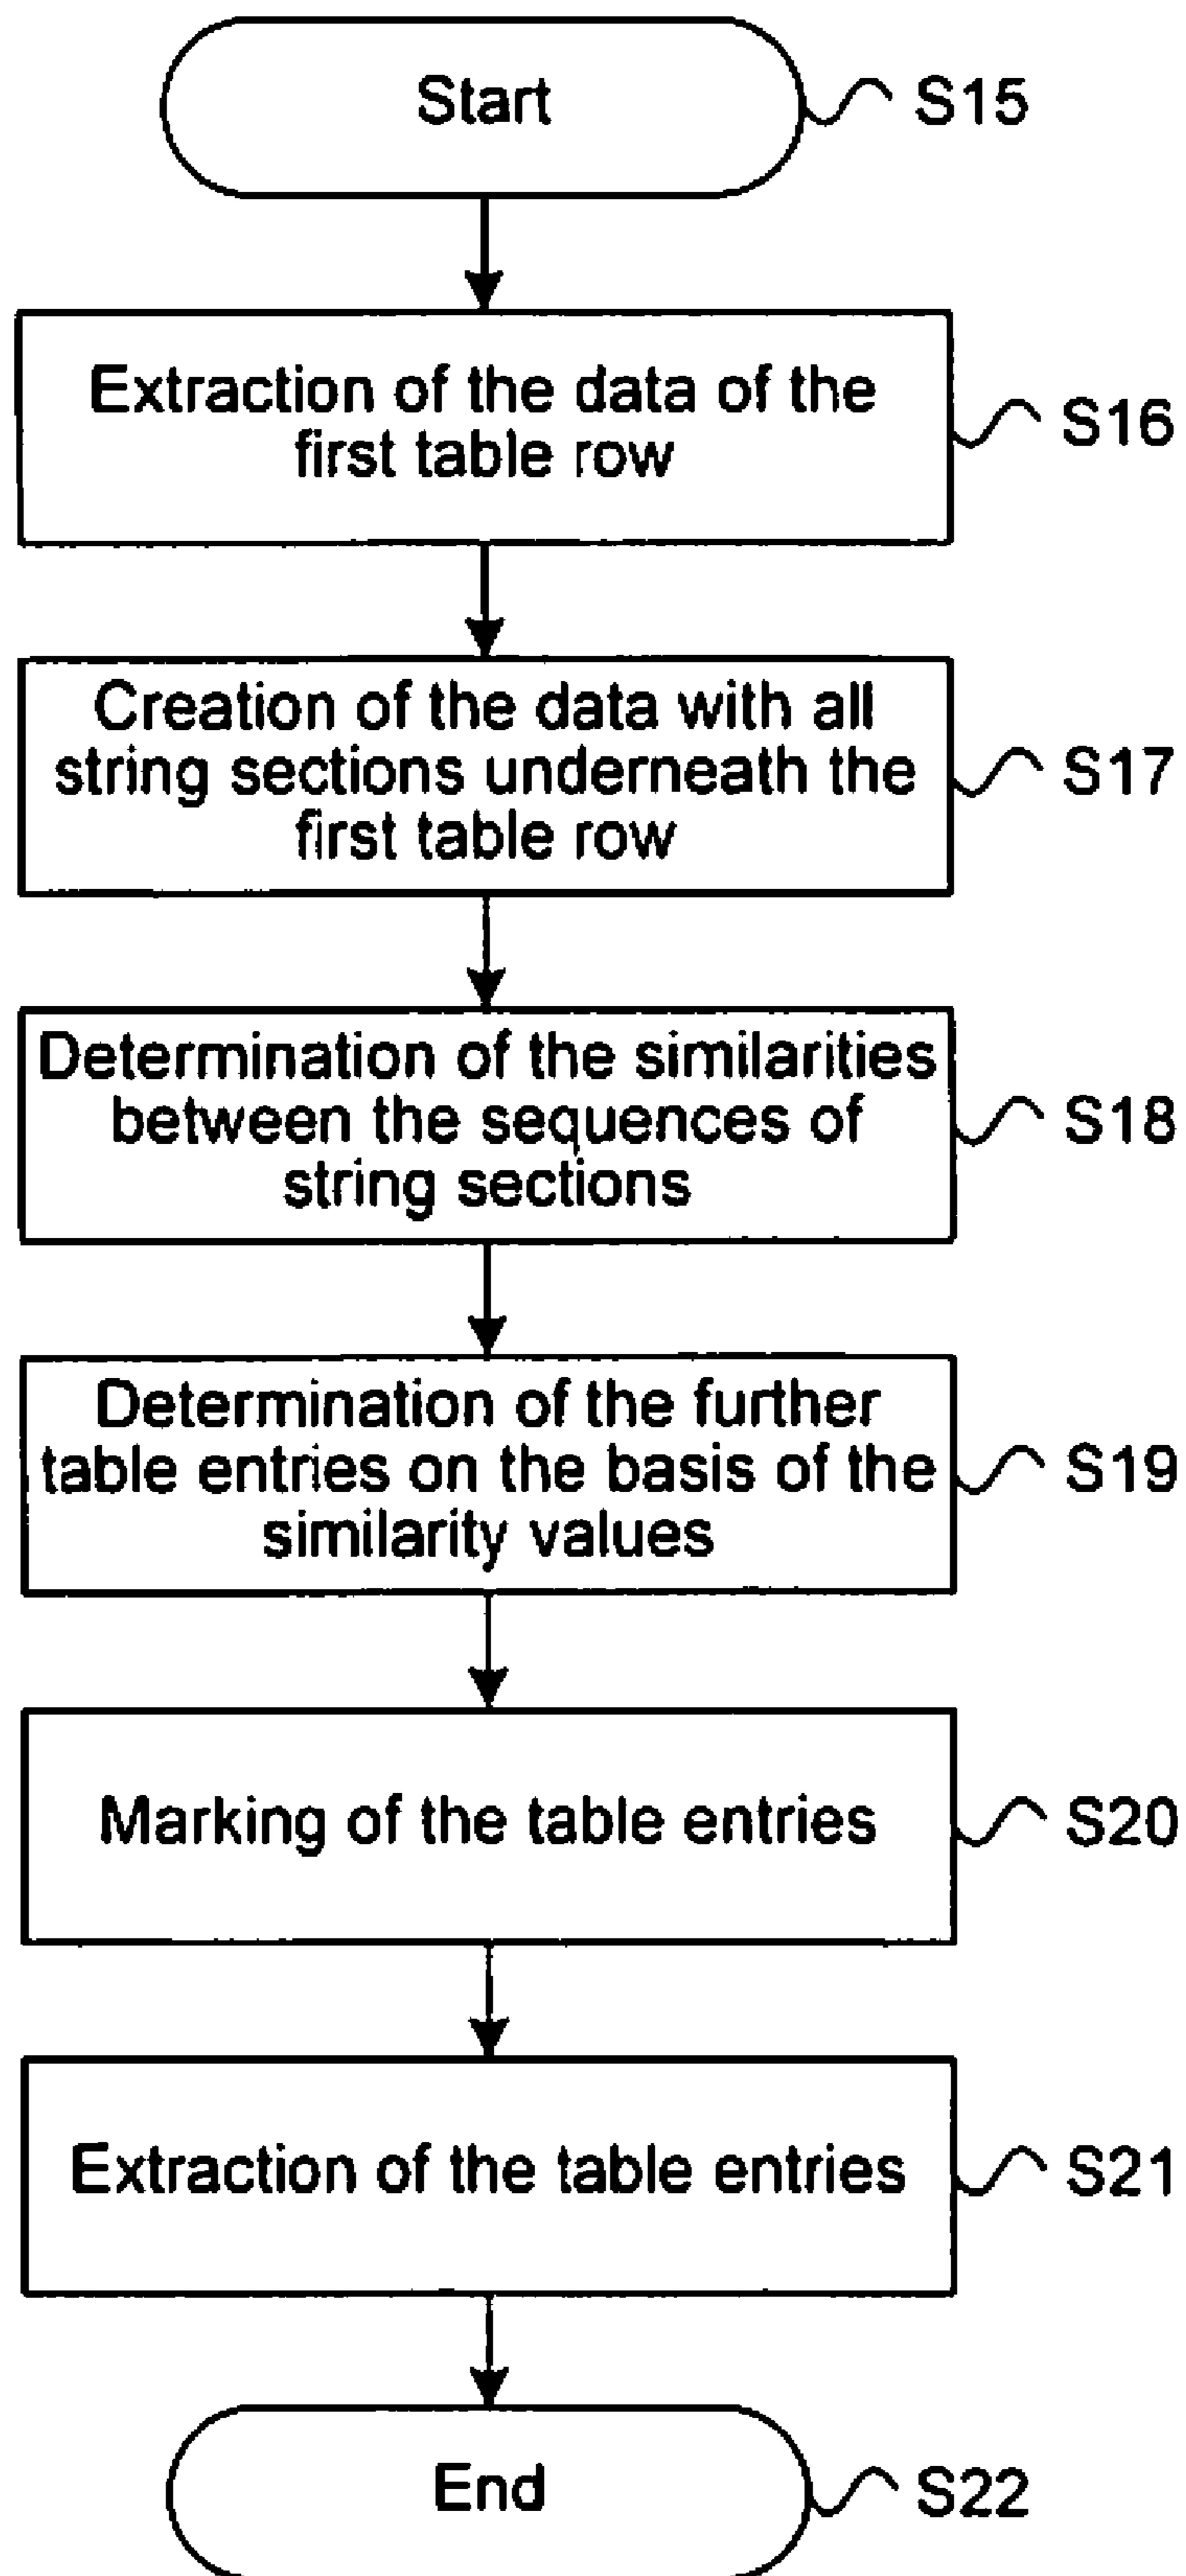 Start
S15
Extraction of the data of the
first table row
S16
Creation of the data with all
string sections underneath the
first table row
S17
Determination of the similarities
between the sequences of
string sections
S18
Determination of the further
table entries on the basis of the
similarity values
S19
Marking of the table entries
S20
Extraction of the table entries
S21
End
S22